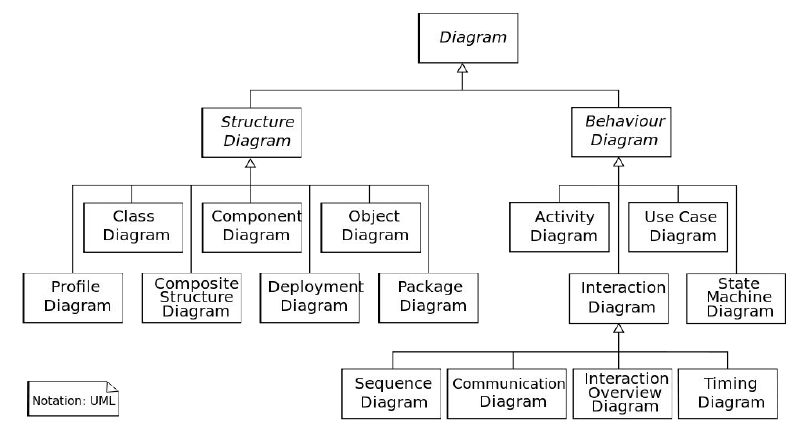 Diagram
Structure
Diagram
Behaviour
Diagram
Class
Diagram
Component
Diagram
Object
Diagram
Activity
Diagram
Use Case
Diagram
Profile
Diagram
Composite
Structure
Diagram
Deployment
Diagram
Package
Diagram
Interaction
Diagram
State
Machine
Diagram
Sequence
Diagram
Communication
Diagram
Interaction
Overview
Diagram
Timing
Diagram
Notation: UML